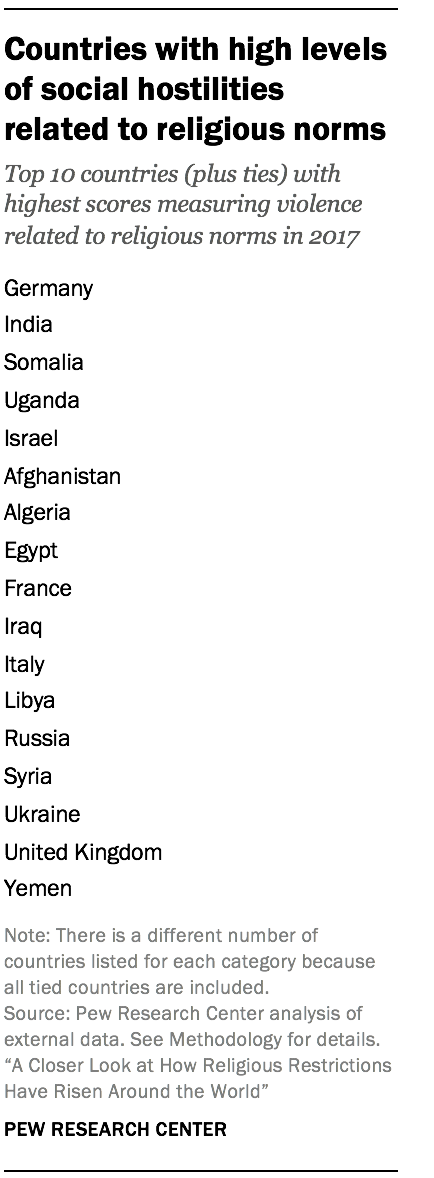 Countries with high levels
of social hostilities
related to religious norms
Top 10 countries (plus ties) with
highest scores measuring violence
related to religious norms in 2017
Germany
India
Somalia
Uganda
Israel
Afghanistan
Algeria
Egypt
France
Iraq
Italy
Libya
Russia
Syria
Ukraine
United Kingdom
Yemen
Note: There is a different number of
countries listed for each category because
all tied countries are included.
Source: Pew Research Center analysis of
external data. See Methodology for details.
“A Closer Look at How Religious Restrictions
Have Risen Around the World”
PEW RESEARCH CENTER